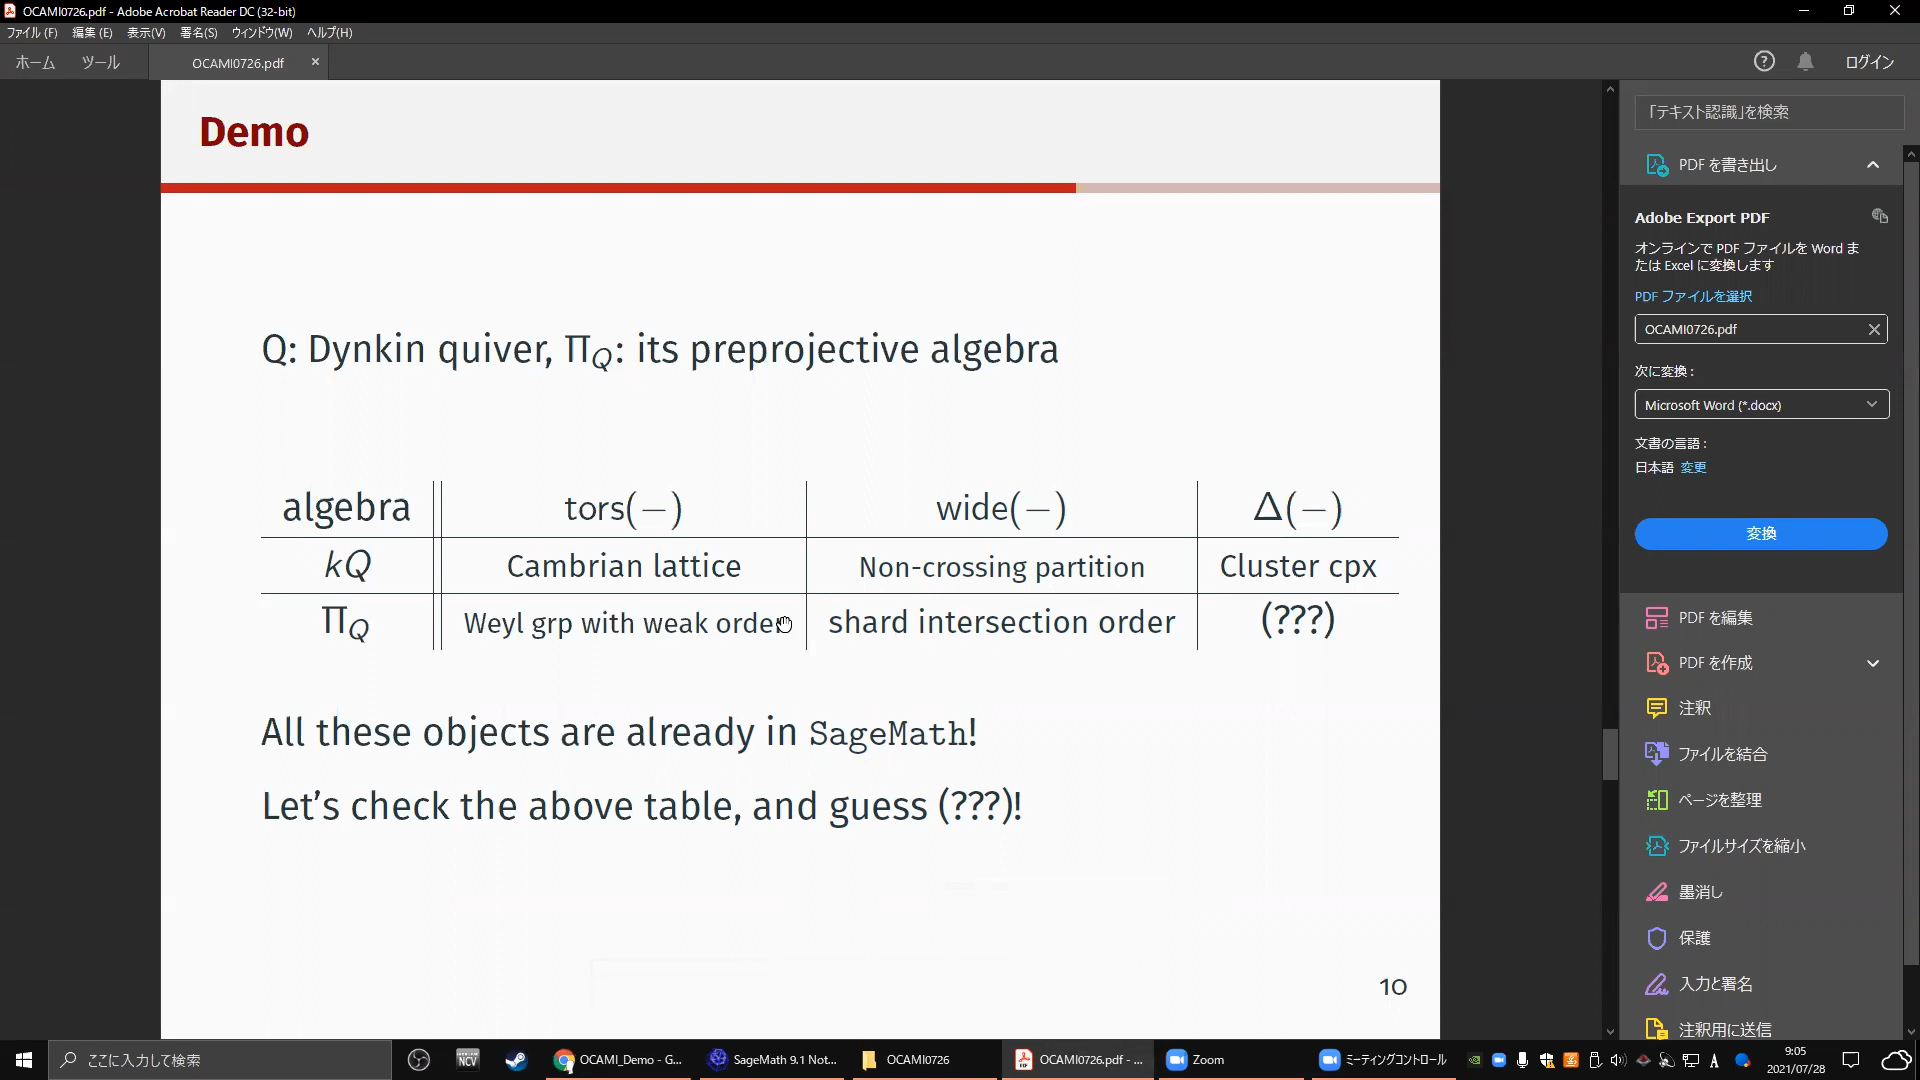 OCAMI0726.pdf - Adobe Acrobat Reader DC (32-bit)
ファイル(F) 編集(E) 表示(V) 署名(S) ウィンドウ(W) ヘルプ(H)
ホーム ツール OCAMI0726.pdf × ログイン
Demo
Q: Dynkin quiver, Π_Q: its preprojective algebra
algebra tors(−) wide(−) Δ(−)
kQ Cambrian lattice Non-crossing partition Cluster cpx
Π_Q Weyl grp with weak order shard intersection order (???)
All these objects are already in SageMath!
Let's check the above table, and guess (???)!
10
「テキスト認識」を検索
PDF を書き出し
Adobe Export PDF
オンラインで PDF ファイルを Word ま
たは Excel に変換します
PDF ファイルを選択
OCAMI0726.pdf
次に変換 :
Microsoft Word (*.docx)
文書の言語 :
日本語 変更
変換
PDF を編集
PDF を作成
注釈
ファイルを結合
ページを整理
ファイルサイズを縮小
墨消し
保護
入力と署名
注釈用に送信
ここに入力して検索 NCV OCAMI_Demo - G... SageMath 9.1 Not... OCAMI0726 OCAMI0726.pdf - ... Zoom ミーティングコントロール A 9:05
2021/07/28